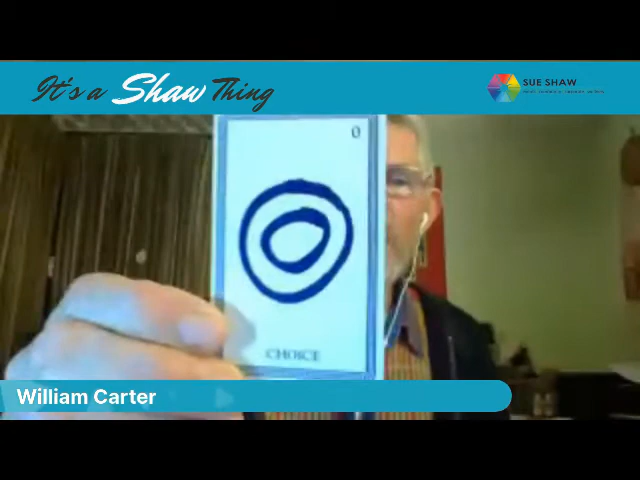 It's a Shaw Thing
SUE SHAW
0
CHOICE
William Carter